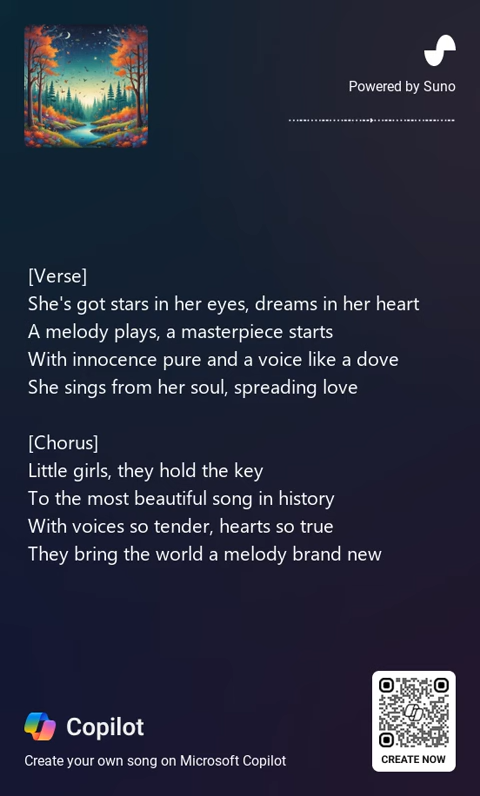 Powered by Suno
[Verse]
She's got stars in her eyes, dreams in her heart
A melody plays, a masterpiece starts
With innocence pure and a voice like a dove
She sings from her soul, spreading love
[Chorus]
Little girls, they hold the key
To the most beautiful song in history
With voices so tender, hearts so true
They bring the world a melody brand new
Copilot
Create your own song on Microsoft Copilot
CREATE NOW